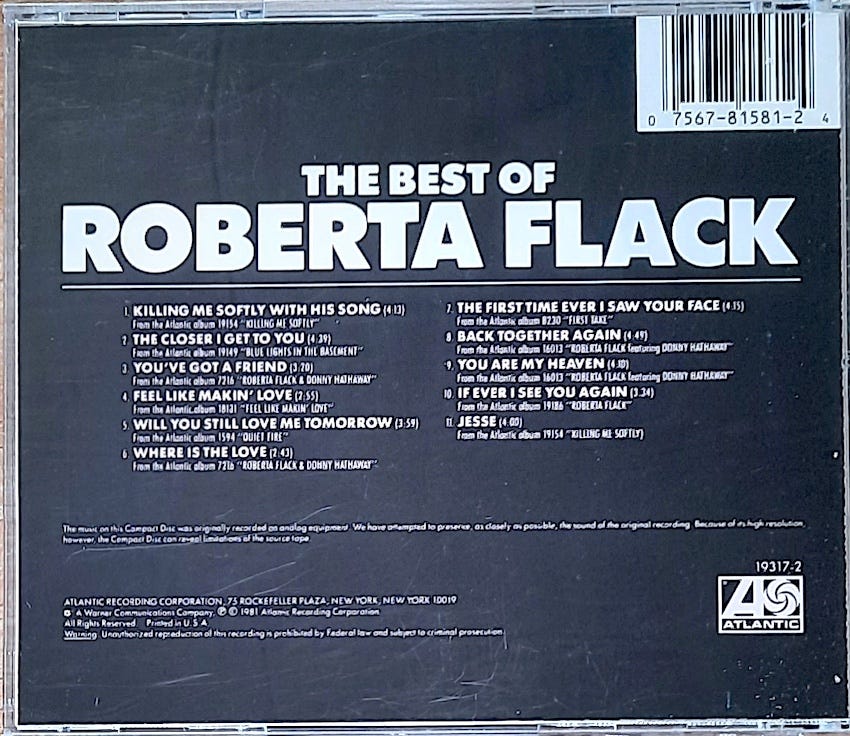 0 7567-81581-2 4
THE BEST OF
ROBERTA FLACK
1. KILLING ME SOFTLY WITH HIS SONG (4:13)
From the Atlantic album 19154 "KILLING ME SOFTLY"
2. THE CLOSER I GET TO YOU (4:39)
From the Atlantic album 19149 "BLUE LIGHTS IN THE BASEMENT"
3. YOU'VE GOT A FRIEND (3:20)
From the Atlantic album 7216 "ROBERTA FLACK & DONNY HATHAWAY"
4. FEEL LIKE MAKIN' LOVE (2:55)
From the Atlantic album 18131 "FEEL LIKE MAKIN' LOVE"
5. WILL YOU STILL LOVE ME TOMORROW (3:59)
From the Atlantic album 1594 "QUIET FIRE"
6. WHERE IS THE LOVE (2:43)
From the Atlantic album 7216 "ROBERTA FLACK & DONNY HATHAWAY"
7. THE FIRST TIME EVER I SAW YOUR FACE (4:15)
From the Atlantic album 8230 "FIRST TAKE"
8. BACK TOGETHER AGAIN (4:49)
From the Atlantic album 16013 "ROBERTA FLACK featuring DONNY HATHAWAY"
9. YOU ARE MY HEAVEN (4:10)
From the Atlantic album 16013 "ROBERTA FLACK featuring DONNY HATHAWAY"
10. IF EVER I SEE YOU AGAIN (3:34)
From the Atlantic album 19186 "ROBERTA FLACK"
11. JESSE (4:00)
From the Atlantic album 19154 "KILLING ME SOFTLY)
The music on this Compact Disc was originally recorded on analog equipment. We have attempted to preserve, as closely as possible, the sound of the original recording. Because of its high resolution,
however, the Compact Disc can reveal limitations of the source tape.
19317-2
ATLANTIC RECORDING CORPORATION, 75 ROCKEFELLER PLAZA, NEW YORK, NEW YORK 10019
A Warner Communications Company, ℗ © 1981 Atlantic Recording Corporation
All Rights Reserved. Printed in U.S.A.
Warning: Unauthorized reproduction of this recording is prohibited by Federal law and subject to criminal prosecution.
ATLANTIC